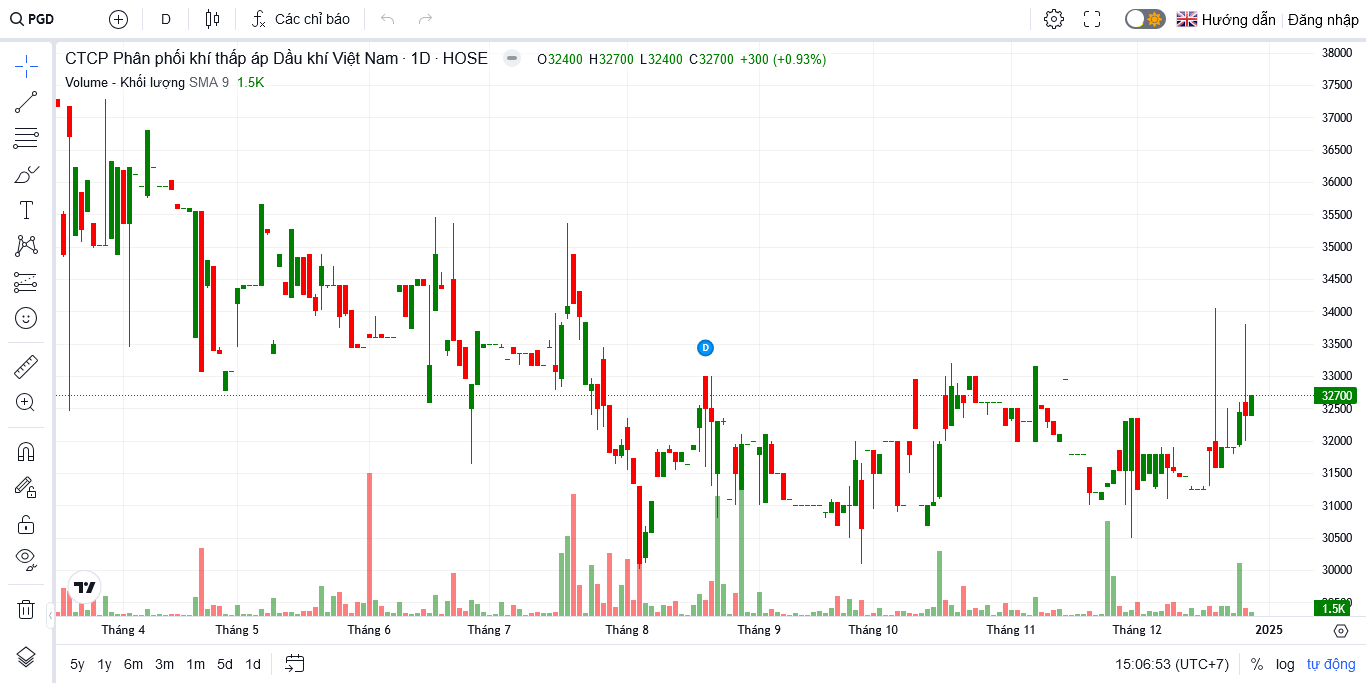 PGD D Các chỉ báo Hướng dẫn Đăng nhập
CTCP Phân phối khí thấp áp Dầu khí Việt Nam · 1D · HOSE O32400 H32700 L32400 C32700 +300 (+0.93%)
Volume - Khối lượng SMA 9 1.5K
38000
37500
37000
36500
36000
35500
35000
34500
34000
33500
33000
32700
32500
32000
31500
31000
30500
30000
1.5K
D
Tháng 4 Tháng 5 Tháng 6 Tháng 7 Tháng 8 Tháng 9 Tháng 10 Tháng 11 Tháng 12 2025
5y 1y 6m 3m 1m 5d 1d 15:06:53 (UTC+7) % log tự động